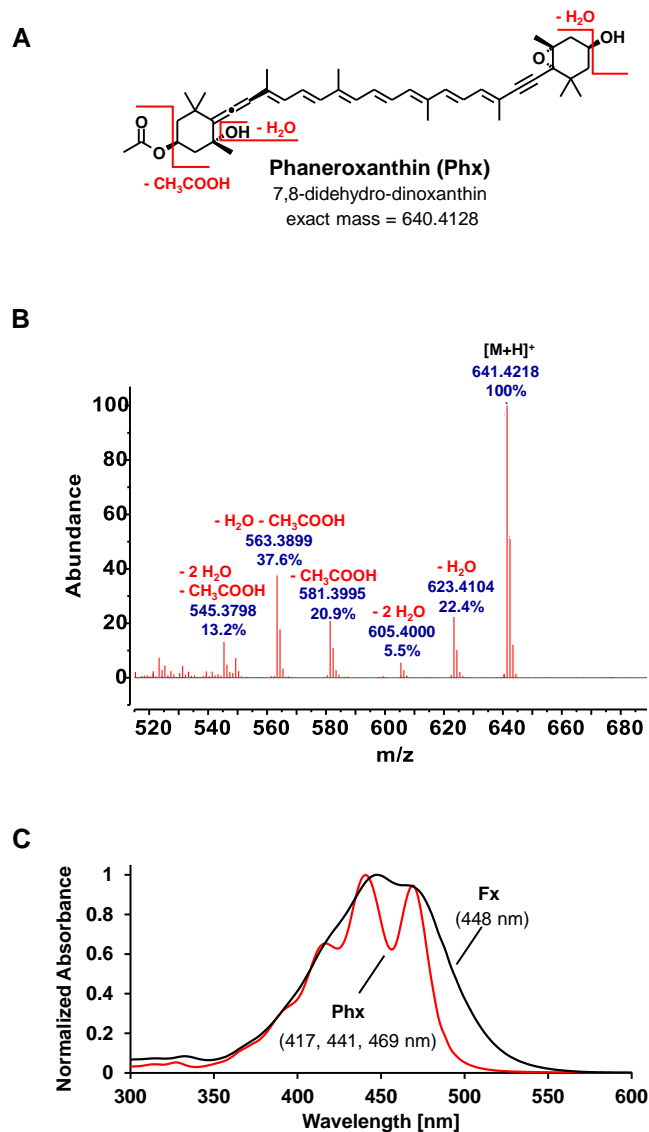 A
- H₂O
O
OH
O
O
OH
- H₂O
- CH₃COOH
Phaneroxanthin (Phx)
7,8-didehydro-dinoxanthin
exact mass = 640.4128
B
[M+H]⁺
641.4218
100%
100
80
60
40
20
0
Abundance
- H₂O - CH₃COOH
563.3899
37.6%
- 2 H₂O
- CH₃COOH
545.3798
13.2%
- CH₃COOH
581.3995
20.9%
- 2 H₂O
605.4000
5.5%
- H₂O
623.4104
22.4%
520 540 560 580 600 620 640 660 680
m/z
C
Normalized Absorbance
1
0.8
0.6
0.4
0.2
0
Fx
(448 nm)
Phx
(417, 441, 469 nm)
300 350 400 450 500 550 600
Wavelength [nm]